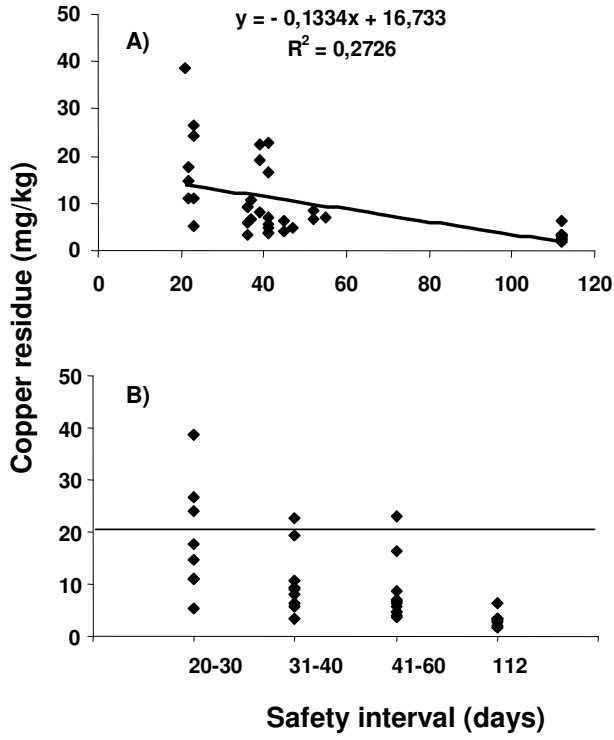 y = - 0,1334x + 16,733
R² = 0,2726
A)
50
40
30
20
10
0
0 20 40 60 80 100 120
Copper residue (mg/kg)
B)
50
40
30
20
10
0
20-30 31-40 41-60 112
Safety interval (days)